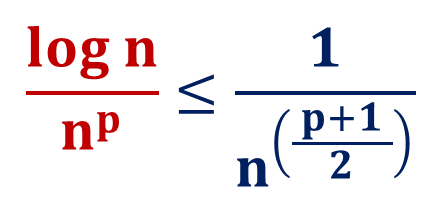 log n / n^p ≤ 1 / n^((p+1)/2)